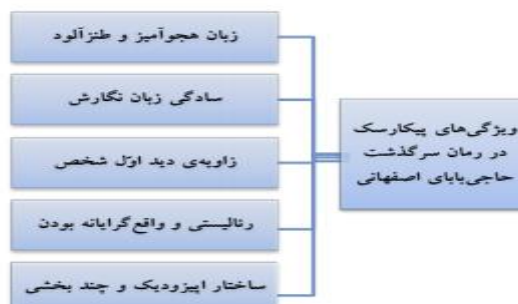 ویژگی‌های پیکارسک
در رمان سرگذشت
حاجی‌بابای اصفهانی
زبان هجوآمیز و طنزآلود
سادگی زبان نگارش
زاویه‌ی دید اوّل شخص
رئالیستی و واقع‌گرایانه بودن
ساختار اپیزودیک و چند بخشی